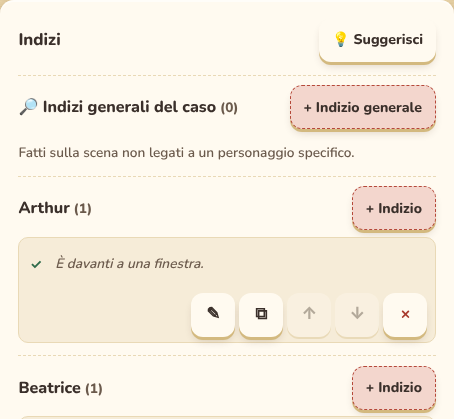 Indizi
💡 Suggerisci
🔎 Indizi generali del caso (0)
+ Indizio generale
Fatti sulla scena non legati a un personaggio specifico.
Arthur (1)
+ Indizio
✓ È davanti a una finestra.
✎ ⧉ ↑ ↓ ×
Beatrice (1)
+ Indizio